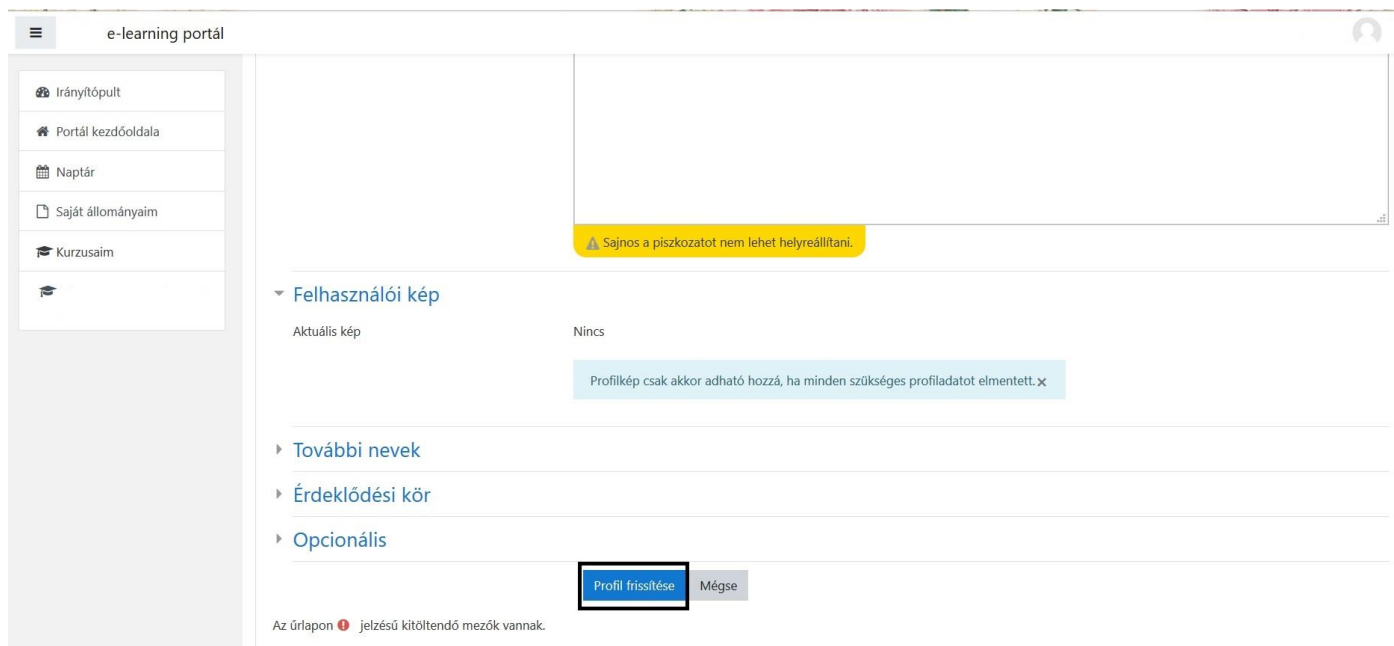 e-learning portál
Irányítópult
Portál kezdőoldala
Naptár
Saját állományaim
Kurzusaim
Sajnos a piszkozatot nem lehet helyreállítani.
Felhasználói kép
Aktuális kép
Nincs
Profilkép csak akkor adható hozzá, ha minden szükséges profiladatot elmentett. ×
További nevek
Érdeklődési kör
Opcionális
Profil frissítése
Mégse
Az űrlapon jelzésű kitöltendő mezők vannak.